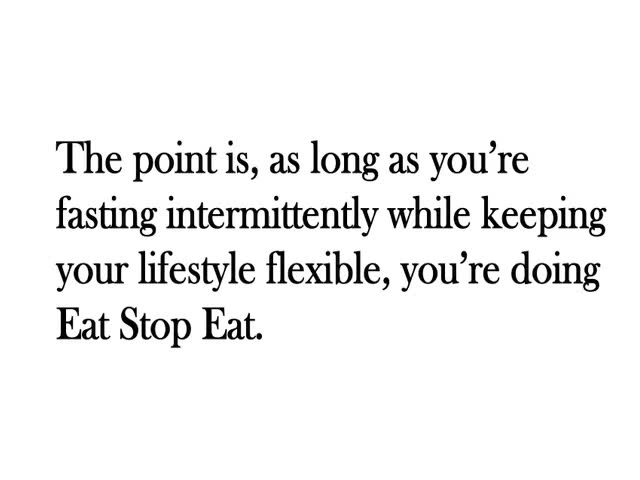 The point is, as long as you’re
fasting intermittently while keeping
your lifestyle flexible, you’re doing
Eat Stop Eat.